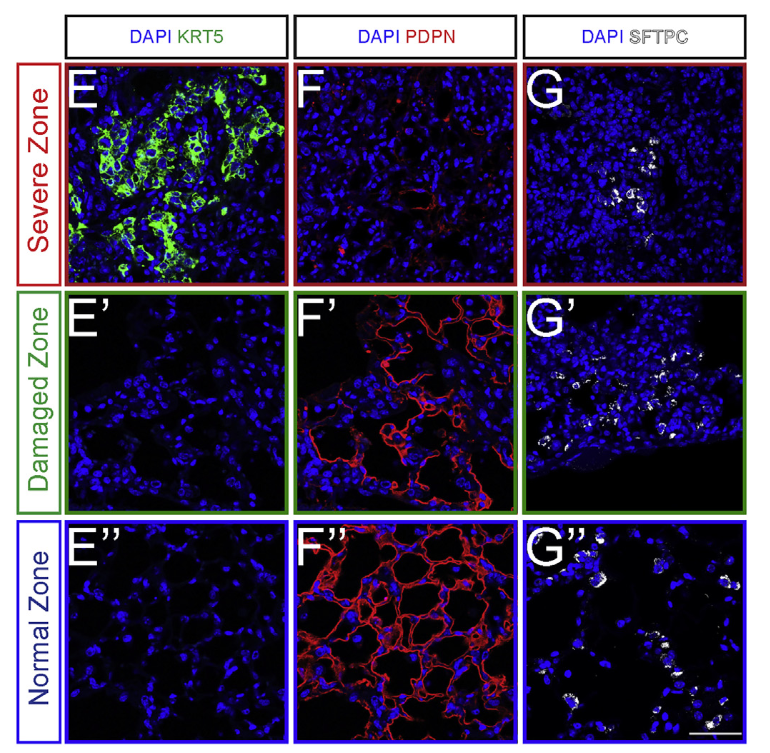 DAPI KRT5
DAPI PDPN
DAPI SFTPC
Severe Zone
E
F
G
Damaged Zone
E’
F’
G’
Normal Zone
E”
F”
G”